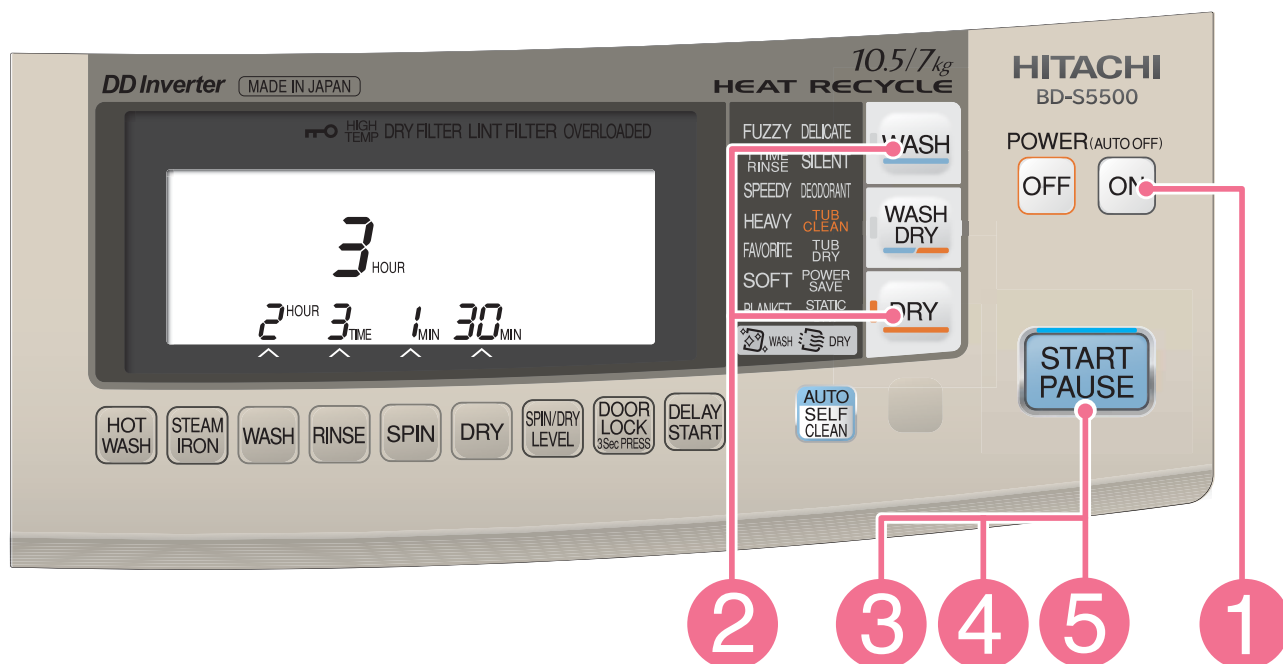 DD Inverter MADE IN JAPAN
10.5/7kg
HEAT RECYCLE
HITACHI
BD-S5500
POWER (AUTO OFF)
OFF ON
HIGH TEMP DRY FILTER LINT FILTER OVERLOADED
3 HOUR
2 HOUR 3 TIME 1 MIN 30 MIN
FUZZY DELICATE
RINSE SILENT
SPEEDY DEODORANT
HEAVY TUB CLEAN
FAVORITE TUB DRY
SOFT POWER SAVE
BLANKET STATIC
WASH DRY
WASH
WASH DRY
DRY
START
PAUSE
HOT WASH
STEAM IRON
WASH
RINSE
SPIN
DRY
SPIN/DRY LEVEL
DOOR LOCK 3Sec PRESS
DELAY START
AUTO
SELF
CLEAN
2 3 4 5 1